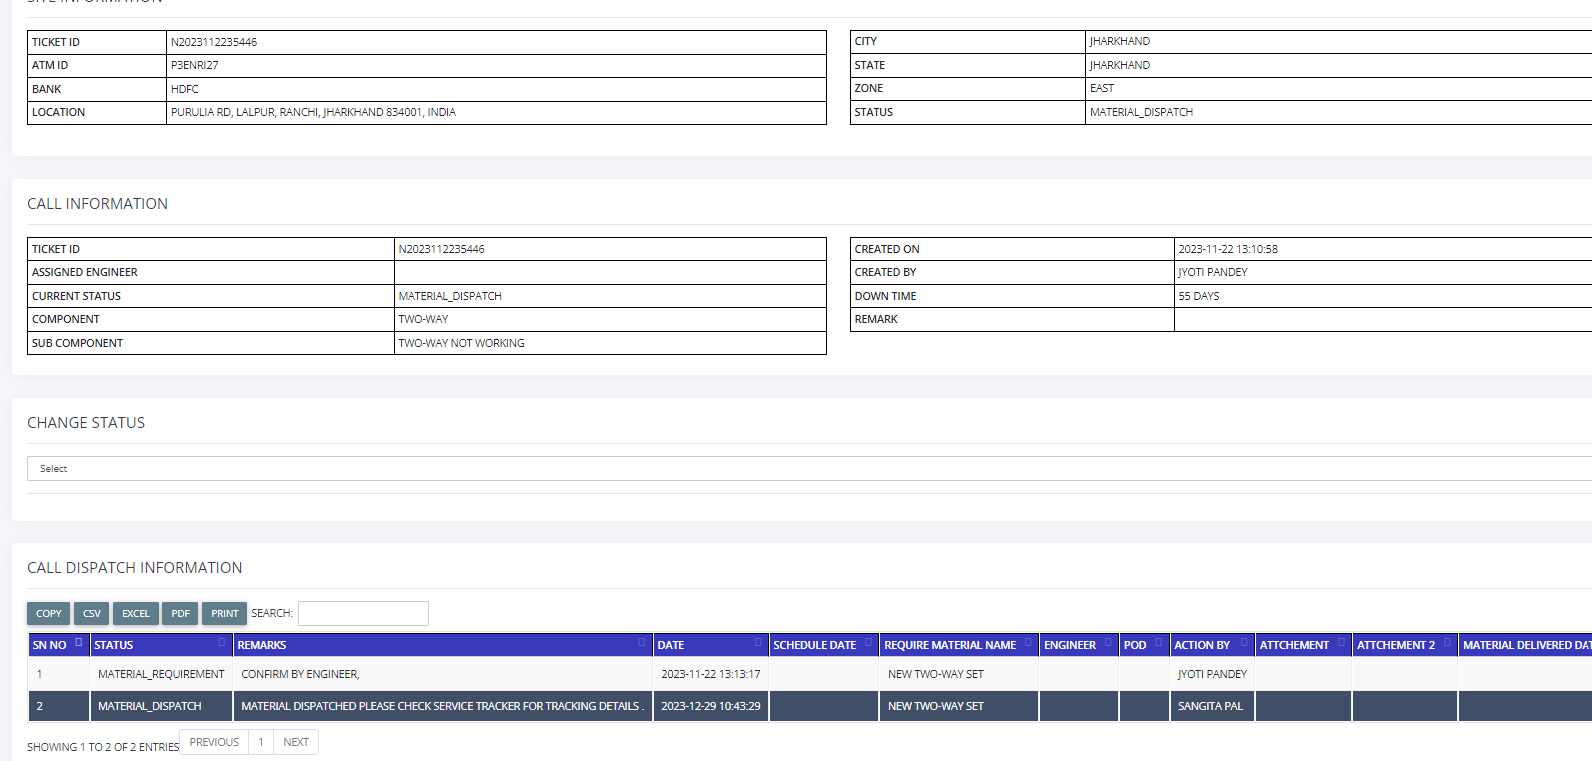 SITE INFORMATION
TICKET ID N2023112235446 CITY JHARKHAND
ATM ID P3ENRI27 STATE JHARKHAND
BANK HDFC ZONE EAST
LOCATION PURULIA RD, LALPUR, RANCHI, JHARKHAND 834001, INDIA STATUS MATERIAL_DISPATCH
CALL INFORMATION
TICKET ID N2023112235446 CREATED ON 2023-11-22 13:10:58
ASSIGNED ENGINEER CREATED BY JYOTI PANDEY
CURRENT STATUS MATERIAL_DISPATCH DOWN TIME 55 DAYS
COMPONENT TWO-WAY REMARK
SUB COMPONENT TWO-WAY NOT WORKING
CHANGE STATUS
Select
CALL DISPATCH INFORMATION
COPY CSV EXCEL PDF PRINT SEARCH:
SN NO STATUS REMARKS DATE SCHEDULE DATE REQUIRE MATERIAL NAME ENGINEER POD ACTION BY ATTCHEMENT ATTCHEMENT 2 MATERIAL DELIVERED DAT
1 MATERIAL_REQUIREMENT CONFIRM BY ENGINEER, 2023-11-22 13:13:17 NEW TWO-WAY SET JYOTI PANDEY
2 MATERIAL_DISPATCH MATERIAL DISPATCHED PLEASE CHECK SERVICE TRACKER FOR TRACKING DETAILS . 2023-12-29 10:43:29 NEW TWO-WAY SET SANGITA PAL
SHOWING 1 TO 2 OF 2 ENTRIES PREVIOUS 1 NEXT